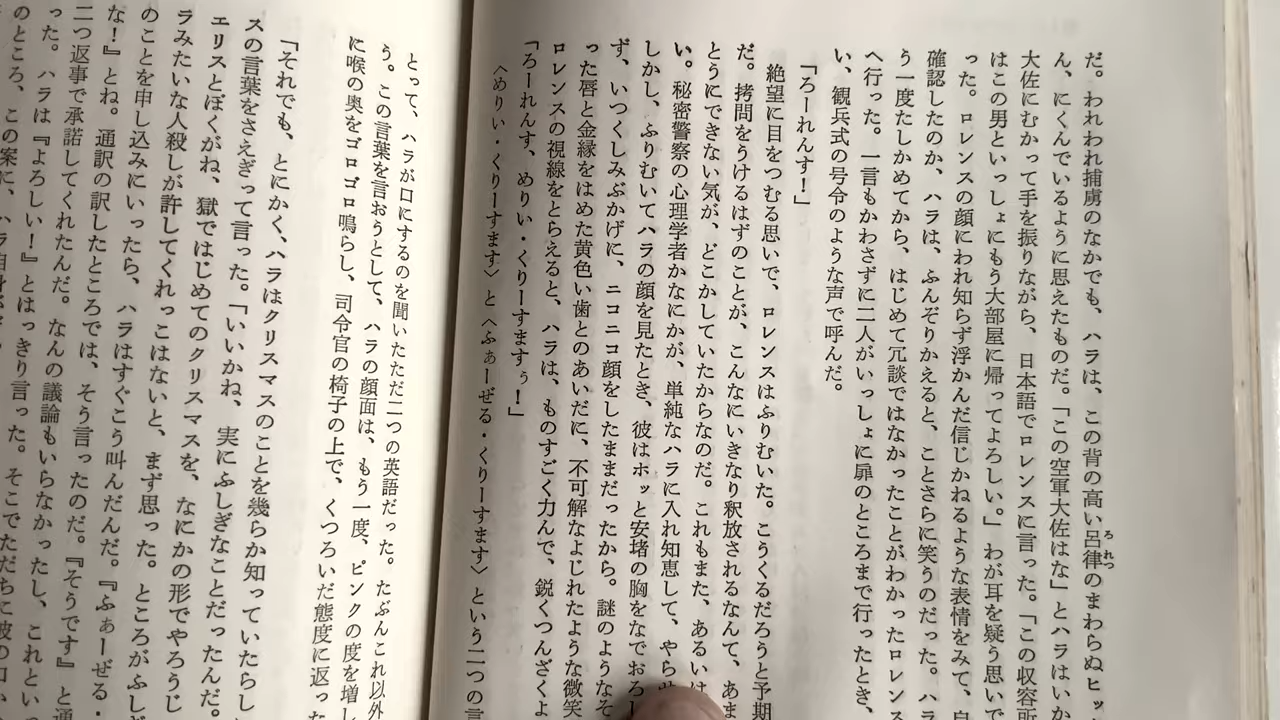 だ。われわれ捕虜のなかでも、ハラは、この背の高い呂律のまわらぬヒッ
ろれつ
ん、にくんでいるように思えたものだ。「この空軍大佐はな」とハラはいか
大佐にむかって手を振りながら、日本語でロレンスに言った。「この収容所
はこの男といっしょにもう大部屋に帰ってよろしい。」わが耳を疑う思いで
った。ロレンスの顔にわれ知らず浮かんだ信じかねるような表情をみて、自
確認したのか、ハラは、ふんぞりかえると、ことさらに笑うのだった。ハラ
う一度たしかめてから、はじめて冗談ではなかったことがわかったロレンス
へ行った。一言もかわさずに二人がいっしょに扉のところまで行ったとき、
い、観兵式の号令のような声で呼んだ。
「ろーれんす！」
絶望に目をつむる思いで、ロレンスはふりむいた。こうくるだろうと予期
だ。拷問をうけるはずのことが、こんなにいきなり釈放されるなんて、あま
とうにできない気が、どこかしていたからなのだ。これもまた、あるいは
い。秘密警察の心理学者かなにかが、単純なハラに入れ知恵して、やらせ
しかし、ふりむいてハラの顔を見たとき、彼はホッと安堵の胸をなでおろし
ず、いつくしみぶかげに、ニコニコ顔をしたままだったから。謎のようなそ
った唇と金縁をはめた黄色い歯とのあいだに、不可解なよじれたような微笑
ロレンスの視線をとらえると、ハラは、ものすごく力んで、鋭くつんざくよ
「ろーれんす、めりい・くりーすますぅ！」
〈めりい・くりーすます〉と〈ふぁーぜる・くりーすます〉という二つの言
とって、ハラが口にするのを聞いたただ二つの英語だった。たぶんこれ以外
う。この言葉を言おうとして、ハラの顔面は、もう一度、ピンクの度を増し
に喉の奥をゴロゴロ鳴らし、司令官の椅子の上で、くつろいだ態度に返った
「それでも、とにかく、ハラはクリスマスのことを幾らか知っていたらし
スの言葉をさえぎって言った。「いいかね、実にふしぎなことだったんだ。
エリスとぼくがね、獄ではじめてのクリスマスを、なにかの形でやろうじ
ラみたいな人殺しが許してくれっこはないと、まず思った。ところがふしぎ
のことを申し込みにいったら、ハラはすぐこう叫んだんだ。『ふぁーぜる・
な！』とね。通訳の訳したところでは、そう言ったのだ。『そうです』と通
二つ返事で承諾してくれたんだ。なんの議論もいらなかったし、これといっ
った。ハラは『よろしい！』とはっきり言った。そこでただちに彼の
のところ、この案に、ハラ自身が